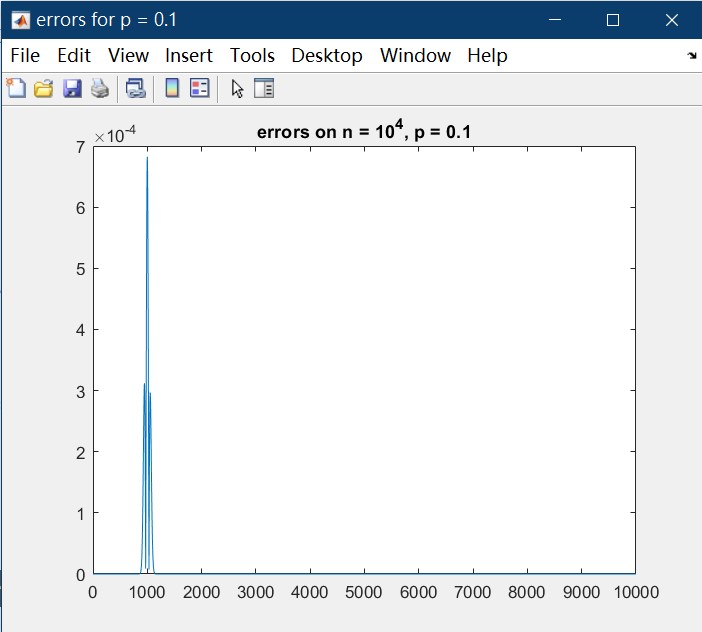 errors for p = 0.1
File Edit View Insert Tools Desktop Window Help
errors on n = 10^4, p = 0.1
×10^-4
7
6
5
4
3
2
1
0
0 1000 2000 3000 4000 5000 6000 7000 8000 9000 10000